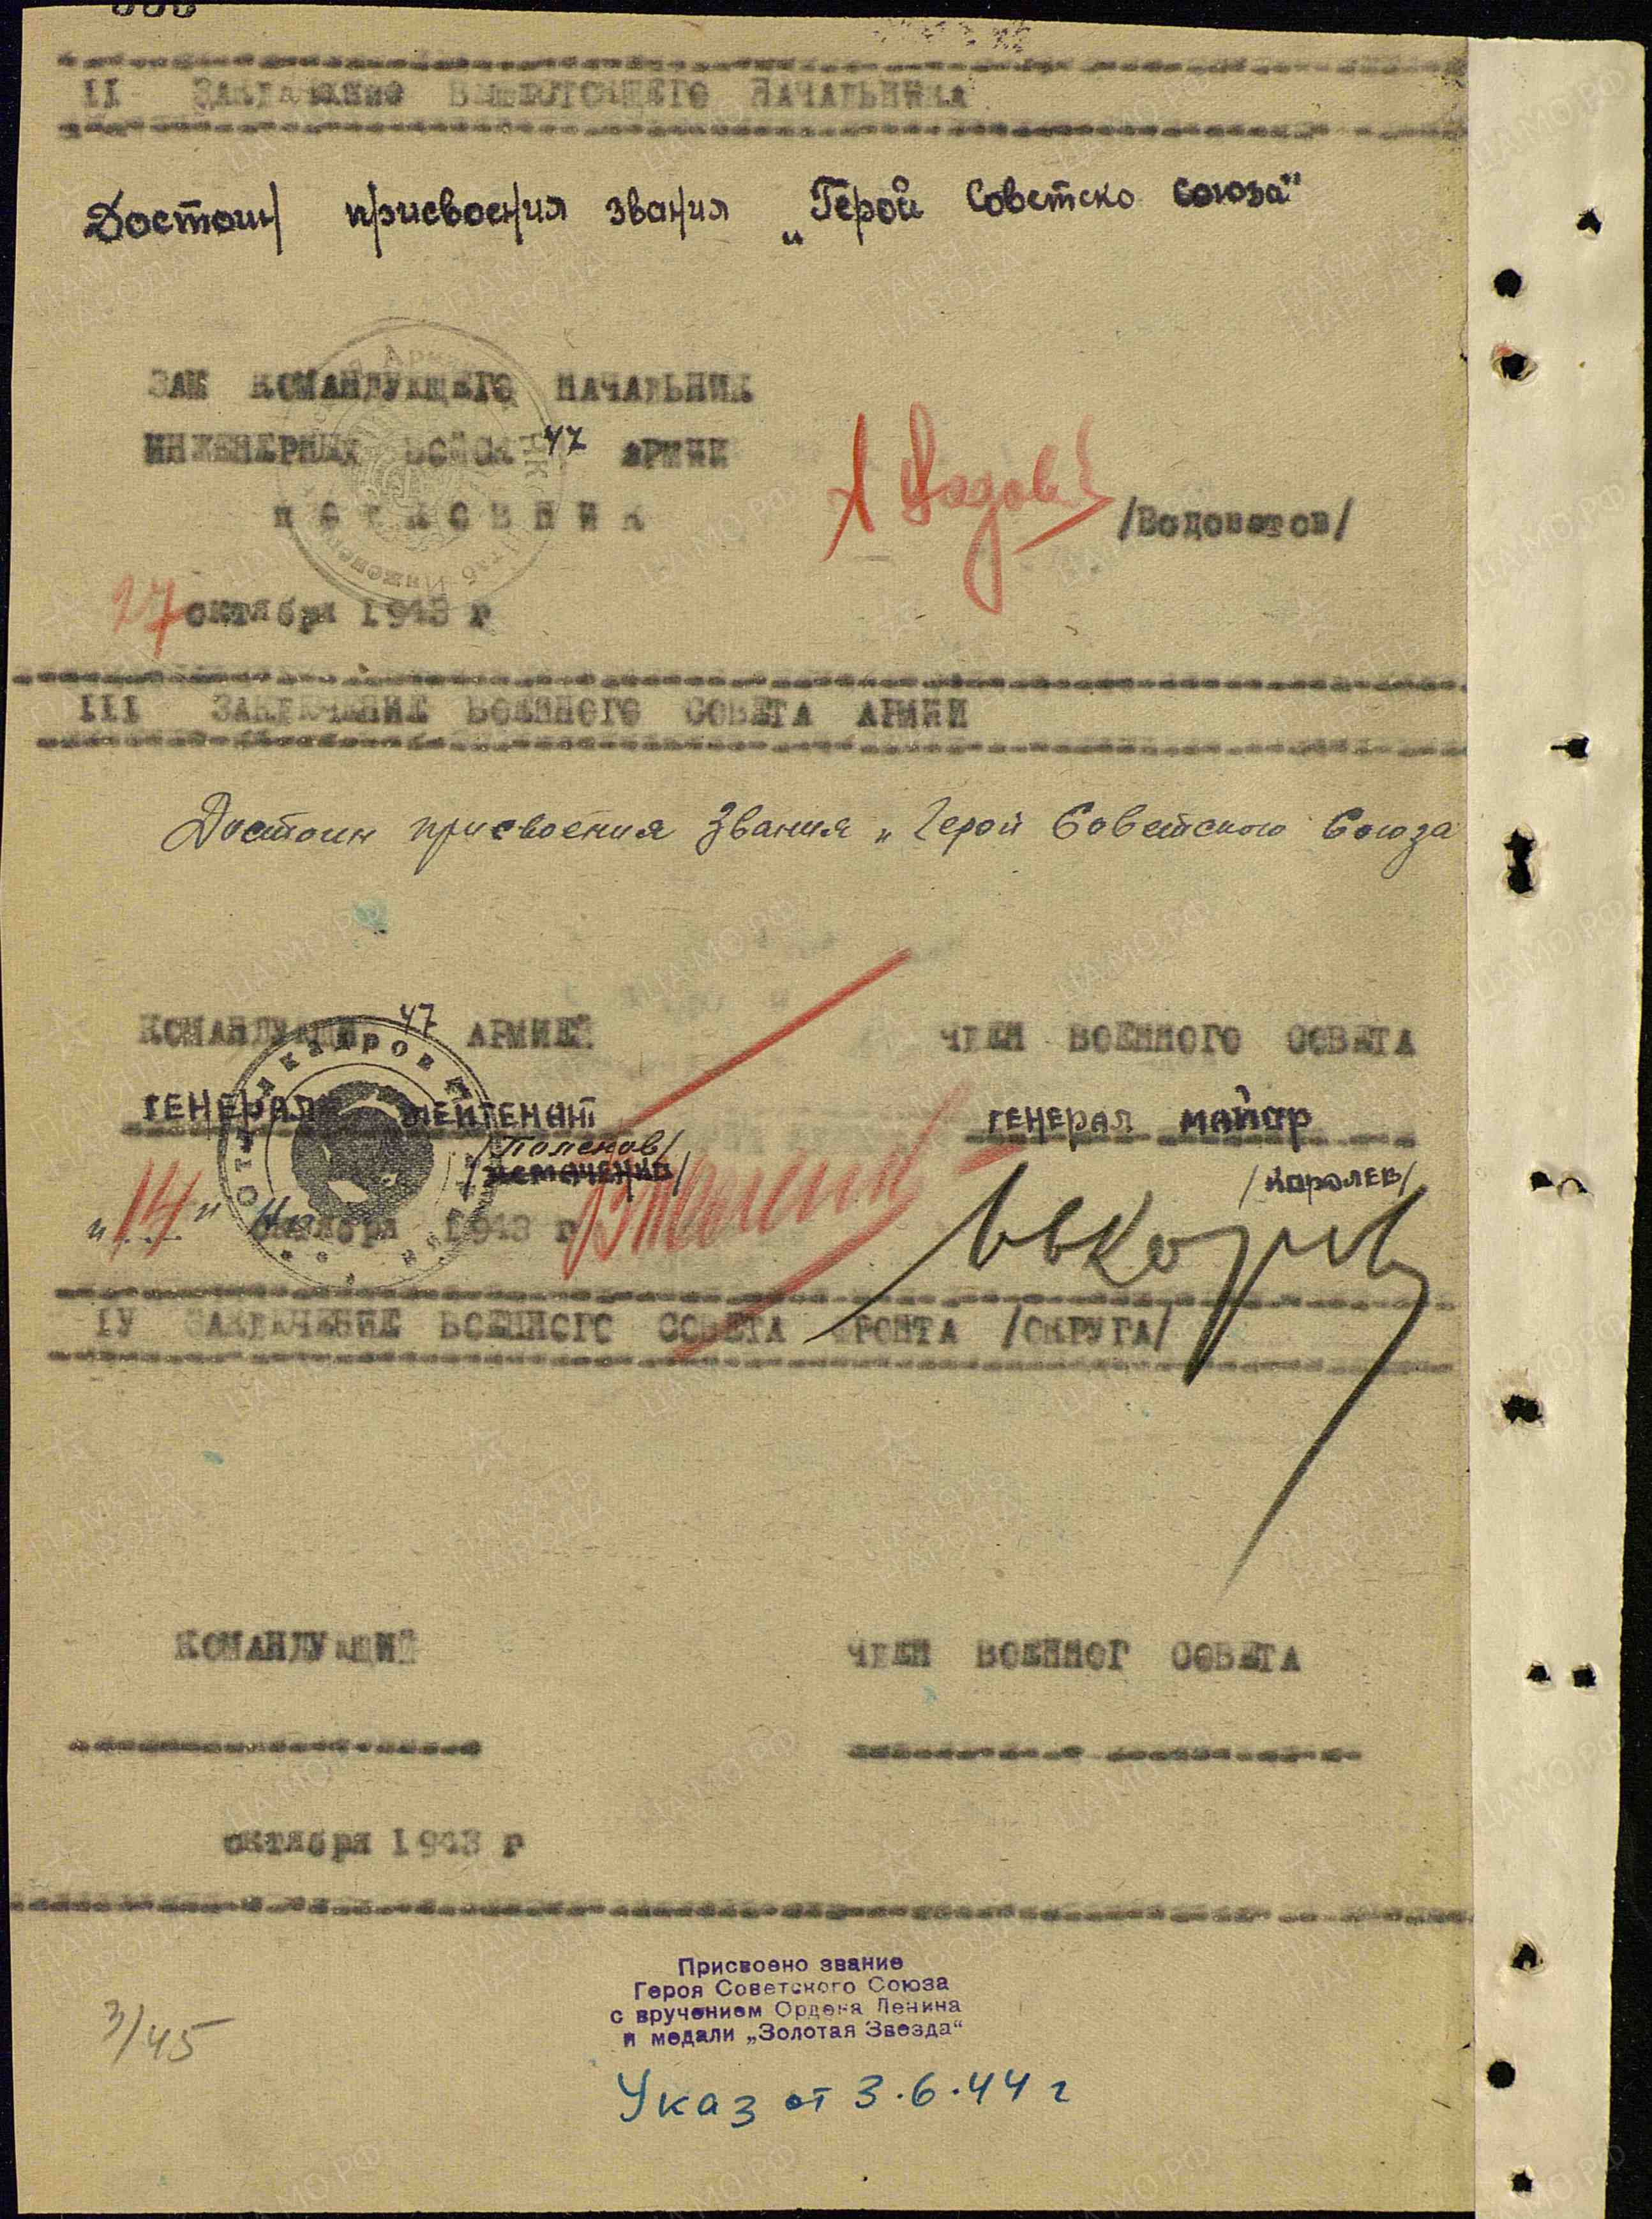 II Заключение вышестоящего начальника
Достоин присвоения звания „Герой Советско Союза"
ЗАМ КОМАНДУЮЩЕГО НАЧАЛЬНИК
ИНЖЕНЕРНЫХ ВОЙСК 47 АРМИИ
ПОЛКОВНИК
/Водоватов/
27 октября 1943 г
III ЗАКЛЮЧЕНИЕ ВОЕННОГО СОВЕТА АРМИИ
Достоин присвоения Звания „Герой Советского Союза
КОМАНДУЮЩИЙ 47 АРМИЕЙ ЧЛЕН ВОЕННОГО СОВЕТА
ГЕНЕРАЛ ЛЕЙТЕНАНТ ГЕНЕРАЛ МАЙОР
/Поленов/ /Королев/
"14" 1943 г
IУ ЗАКЛЮЧЕНИЕ ВОЕННОГО СОВЕТА ФРОНТА /ОКРУГА/
КОМАНДУЮЩИЙ ЧЛЕН ВОЕННОГ СОВЕТА
октября 1943 г
Присвоено звание
Героя Советского Союза
с вручением Ордена Ленина
и медали „Золотая Звезда"
3/45
Указ от 3.6.44 г